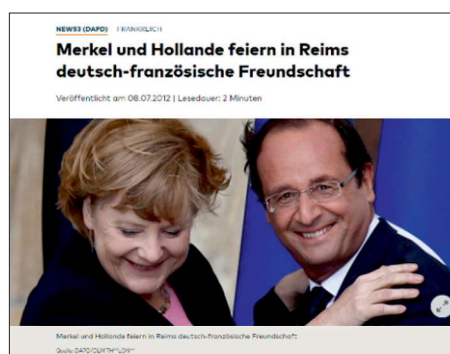 NEWS3 (DAPD) FRANKREICH
Merkel und Hollande feiern in Reims
deutsch-französische Freundschaft
Veröffentlicht am 08.07.2012 | Lesedauer: 2 Minuten
Merkel und Hollande feiern in Reims deutsch-französische Freundschaft
Quelle: